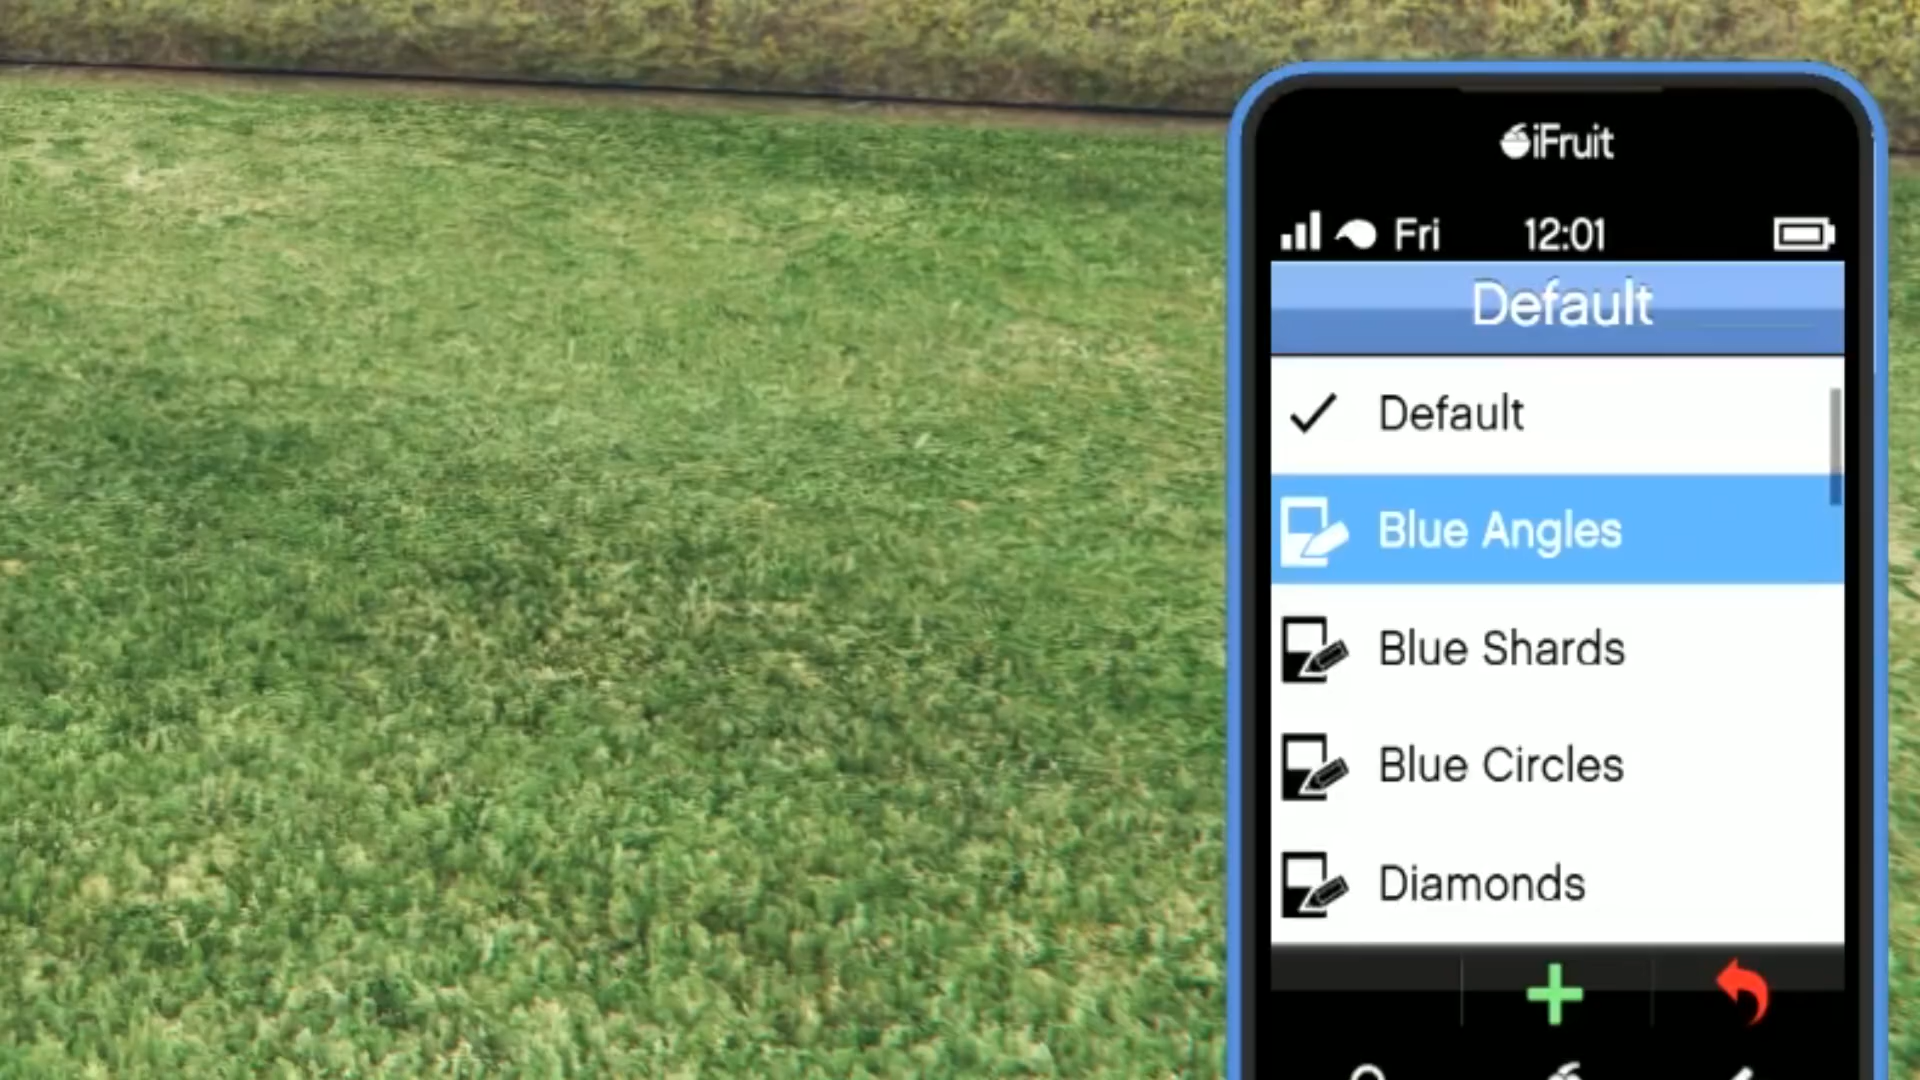 iFruit
Fri 12:01
Default
Default
Blue Angles
Blue Shards
Blue Circles
Diamonds